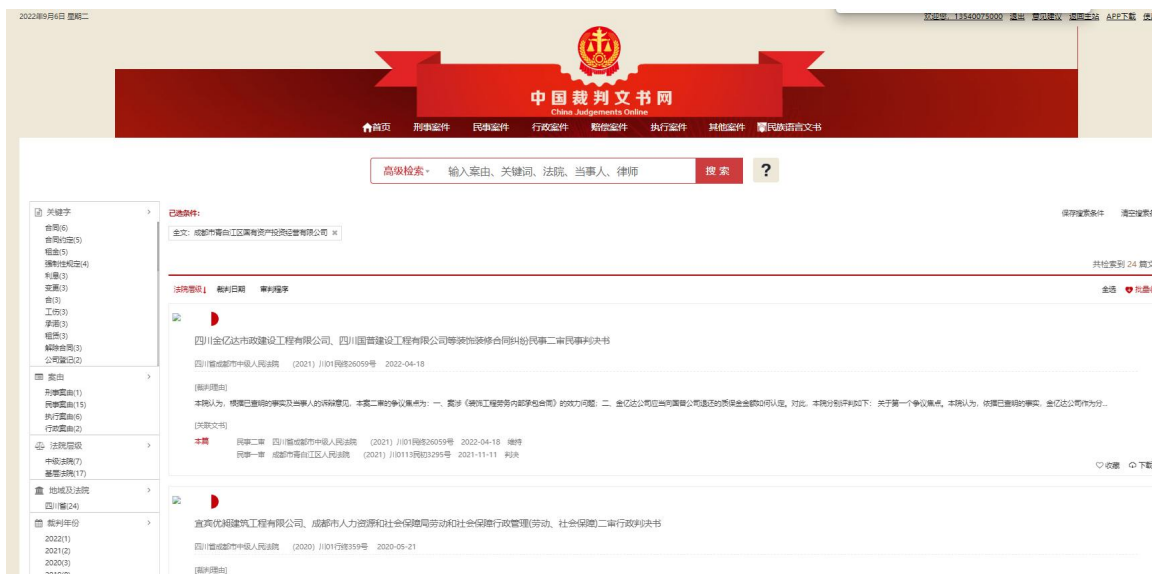 2022年9月6日 星期二
欢迎您，13540075000 退出 意见建议 返回主站 APP下载
中国裁判文书网
China Judgements Online
首页 刑事案件 民事案件 行政案件 赔偿案件 执行案件 其他案件 民族语言文书
高级检索 输入案由、关键词、法院、当事人、律师 搜索 ?
关键字 >
合同(6)
合同约定(5)
租金(5)
强制性规定(4)
利息(3)
变更(3)
合(3)
工伤(3)
承诺(3)
租赁(3)
解除合同(3)
公司登记(2)
案由 >
刑事案由(1)
民事案由(15)
执行案由(6)
行政案由(2)
法院层级 >
中级法院(7)
基层法院(17)
地域及法院 >
四川省(24)
裁判年份 >
2022(1)
2021(2)
2020(3)
已选条件：
保存搜索条件 清空搜索
全文：成都市青白江区国有资产投资经营有限公司 ×
共检索到 24 篇文
法院层级↓ 裁判日期 审判程序
全选 批量
四川金亿达市政建设工程有限公司、四川国普建设工程有限公司等装饰装修合同纠纷民事二审民事判决书
四川省成都市中级人民法院 （2021）川01民终26059号 2022-04-18
[裁判理由]
本院认为，根据已查明的事实及当事人的诉辩意见，本案二审的争议焦点为：一、案涉《装饰工程劳务内部承包合同》的效力问题；二、金亿达公司应当向国普公司退还的质保金金额如何认定。对此，本院分别评判如下： 关于第一个争议焦点。本院认为，依据已查明的事实，金亿达公司作为分...
[关联文书]
本篇 民事二审 四川省成都市中级人民法院 （2021）川01民终26059号 2022-04-18 维持
民事一审 成都市青白江区人民法院 （2021）川0113民初3295号 2021-11-11 判决
收藏 下载
宜宾优昶建筑工程有限公司、成都市人力资源和社会保障局劳动和社会保障行政管理(劳动、社会保障)二审行政判决书
四川省成都市中级人民法院 （2020）川01行终359号 2020-05-21
[裁判理由]